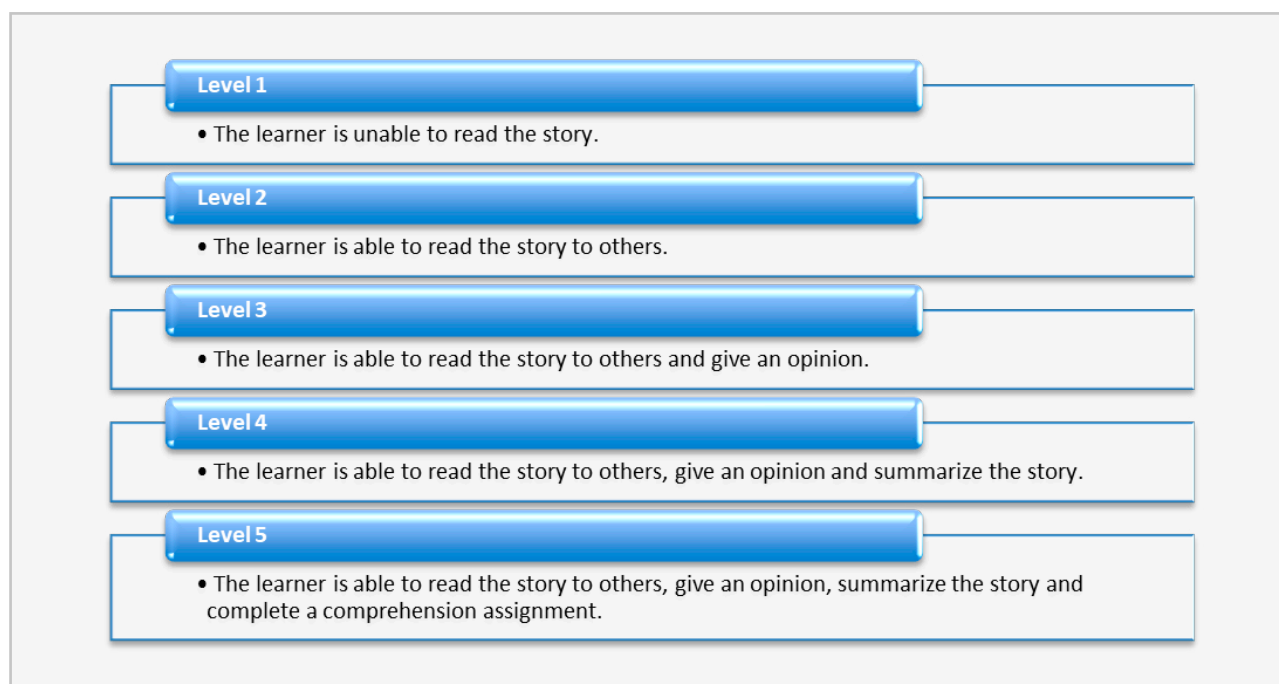 Level 1
• The learner is unable to read the story.
Level 2
• The learner is able to read the story to others.
Level 3
• The learner is able to read the story to others and give an opinion.
Level 4
• The learner is able to read the story to others, give an opinion and summarize the story.
Level 5
• The learner is able to read the story to others, give an opinion, summarize the story and
complete a comprehension assignment.